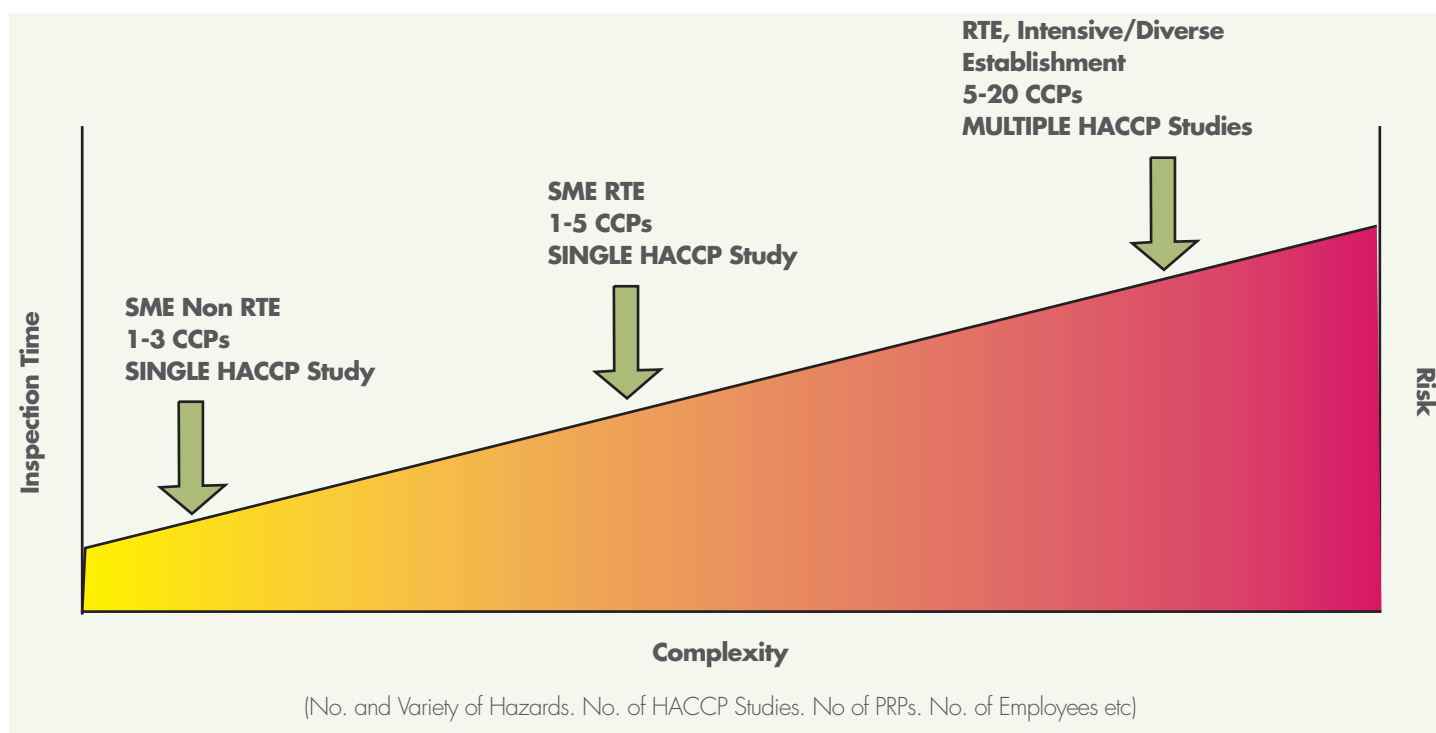 RTE, Intensive/Diverse
Establishment
5-20 CCPs
MULTIPLE HACCP Studies
SME RTE
1-5 CCPs
SINGLE HACCP Study
SME Non RTE
1-3 CCPs
SINGLE HACCP Study
Inspection Time
Risk
Complexity
(No. and Variety of Hazards. No. of HACCP Studies. No of PRPs. No. of Employees etc)